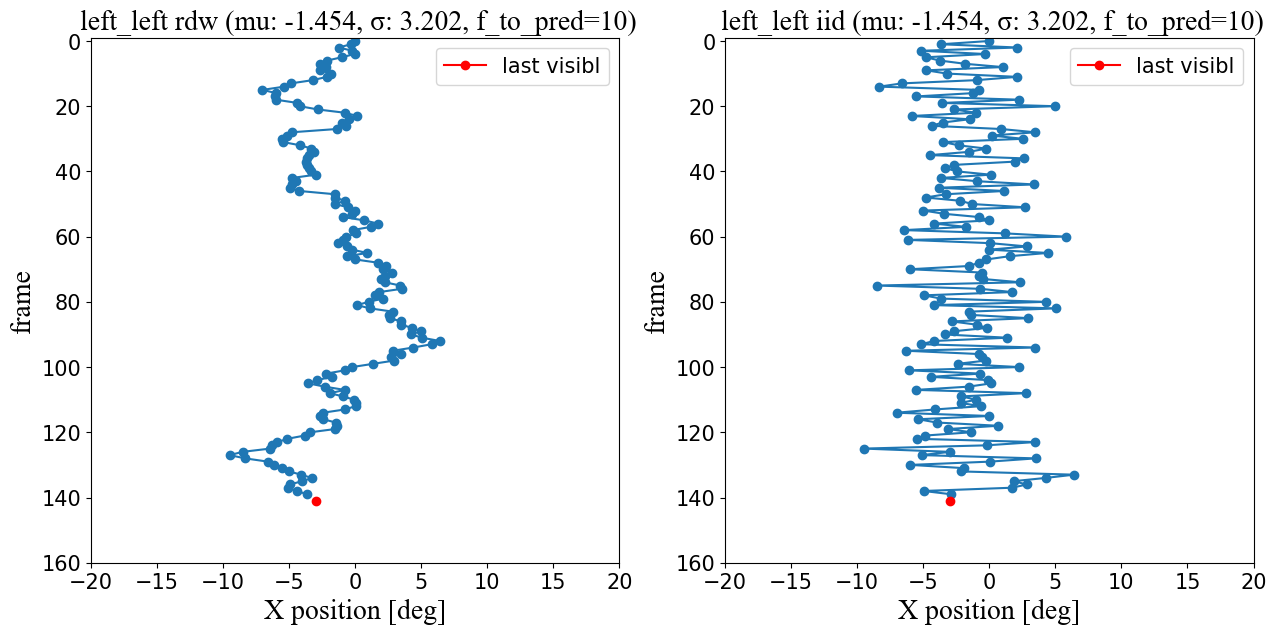 left_left rdw (mu: -1.454, σ: 3.202, f_to_pred=10)
last visibl
frame
0
20
40
60
80
100
120
140
160
−20 −15 −10 −5 0 5 10 15 20
X position [deg]
left_left iid (mu: -1.454, σ: 3.202, f_to_pred=10)
last visibl
frame
0
20
40
60
80
100
120
140
160
−20 −15 −10 −5 0 5 10 15 20
X position [deg]